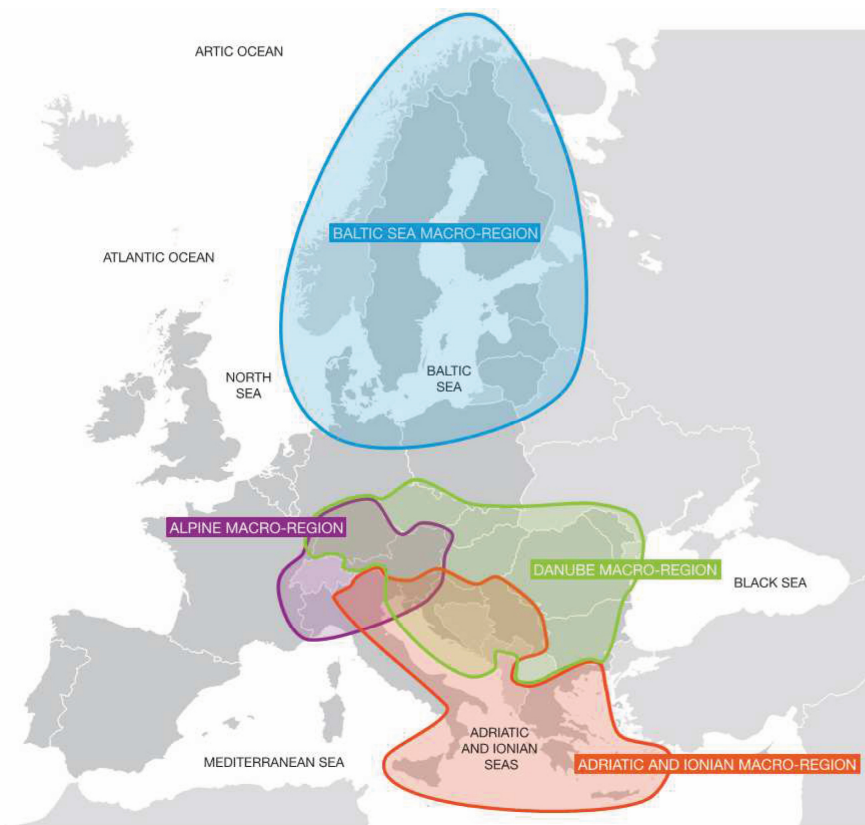 ARTIC OCEAN
BALTIC SEA MACRO-REGION
ATLANTIC OCEAN
NORTH
SEA
BALTIC
SEA
ALPINE MACRO-REGION
DANUBE MACRO-REGION
BLACK SEA
ADRIATIC
AND IONIAN
SEAS
MEDITERRANEAN SEA
ADRIATIC AND IONIAN MACRO-REGION